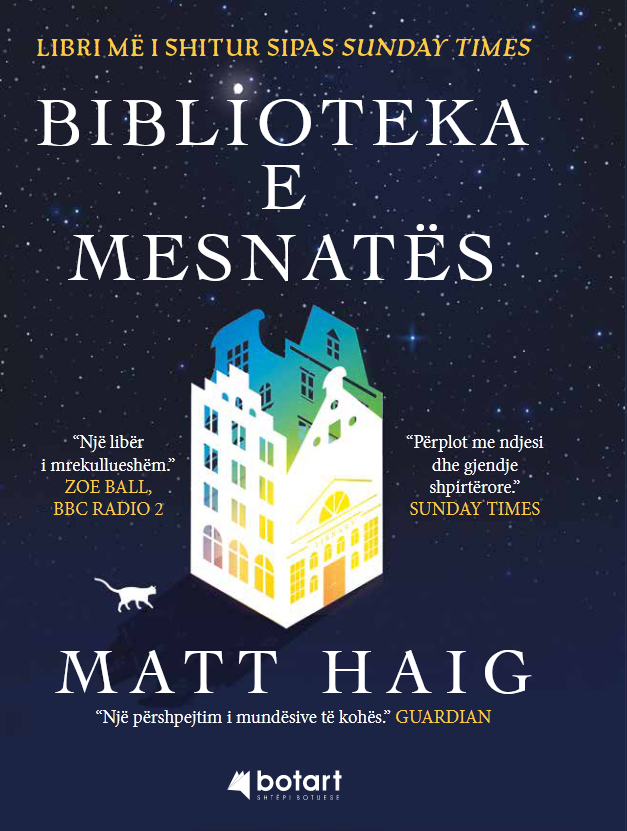 LIBRI MË I SHITUR SIPAS SUNDAY TIMES
BIBLIOTEKA
E
MESNATËS
“Një libër
i mrekullueshëm.”
ZOE BALL,
BBC RADIO 2
“Përplot me ndjesi
dhe gjendje
shpirtërore.”
SUNDAY TIMES
LIBRARY
MATT HAIG
“Një përshpejtim i mundësive të kohës.” GUARDIAN
botart
SHTËPI BOTUESE